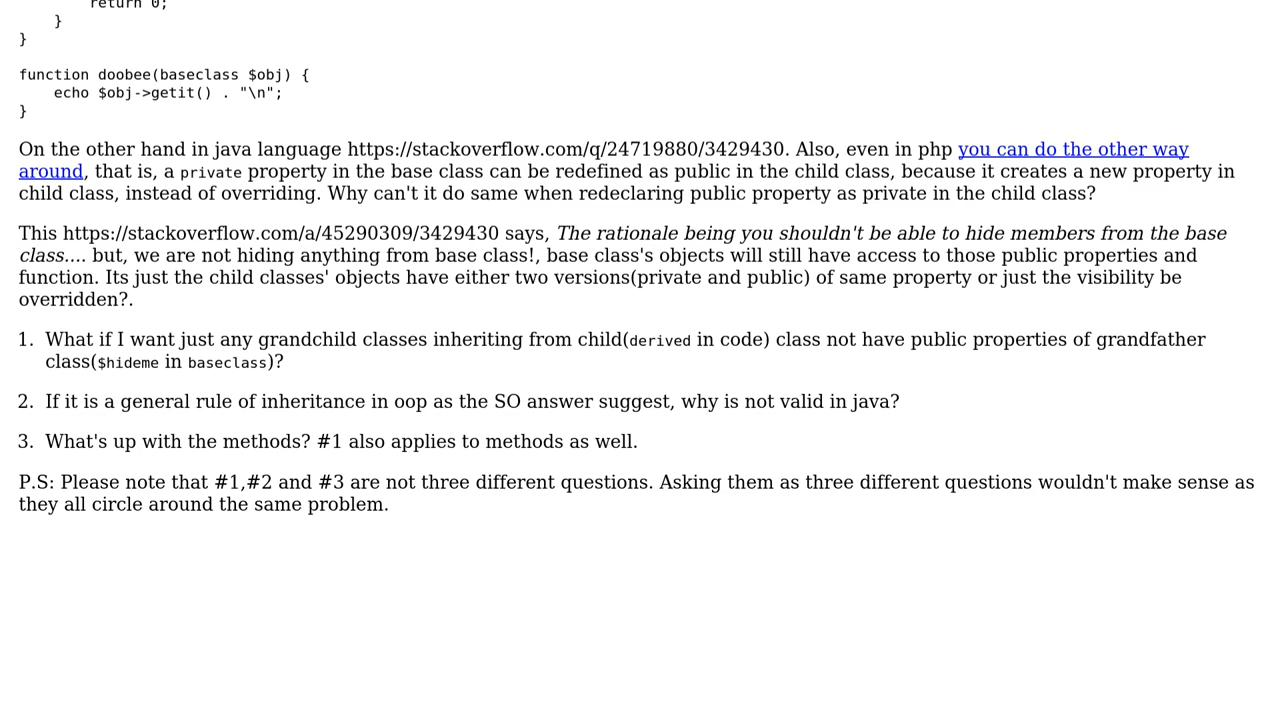 return 0;
    }
}
function doobee(baseclass $obj) {
    echo $obj->getit() . "\n";
}
On the other hand in java language https://stackoverflow.com/q/24719880/3429430. Also, even in php you can do the other way
around, that is, a private property in the base class can be redefined as public in the child class, because it creates a new property in
child class, instead of overriding. Why can't it do same when redeclaring public property as private in the child class?
This https://stackoverflow.com/a/45290309/3429430 says, The rationale being you shouldn't be able to hide members from the base
class.... but, we are not hiding anything from base class!, base class's objects will still have access to those public properties and
function. Its just the child classes' objects have either two versions(private and public) of same property or just the visibility be
overridden?.
1. What if I want just any grandchild classes inheriting from child(derived in code) class not have public properties of grandfather
class($hideme in baseclass)?
2. If it is a general rule of inheritance in oop as the SO answer suggest, why is not valid in java?
3. What's up with the methods? #1 also applies to methods as well.
P.S: Please note that #1,#2 and #3 are not three different questions. Asking them as three different questions wouldn't make sense as
they all circle around the same problem.